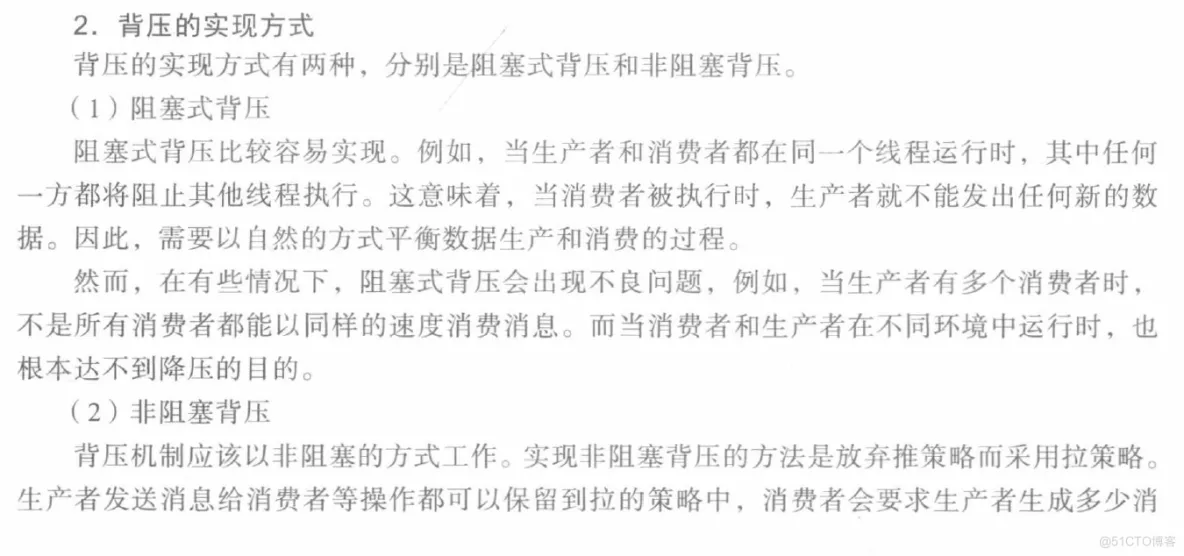 2. 背压的实现方式
背压的实现方式有两种，分别是阻塞式背压和非阻塞背压。
（1）阻塞式背压
阻塞式背压比较容易实现。例如，当生产者和消费者都在同一个线程运行时，其中任何
一方都将阻止其他线程执行。这意味着，当消费者被执行时，生产者就不能发出任何新的数
据。因此，需要以自然的方式平衡数据生产和消费的过程。
然而，在有些情况下，阻塞式背压会出现不良问题，例如，当生产者有多个消费者时，
不是所有消费者都能以同样的速度消费消息。而当消费者和生产者在不同环境中运行时，也
根本达不到降压的目的。
（2）非阻塞背压
背压机制应该以非阻塞的方式工作。实现非阻塞背压的方法是放弃推策略而采用拉策略。
生产者发送消息给消费者等操作都可以保留到拉的策略中，消费者会要求生产者生成多少消
@51CTO博客